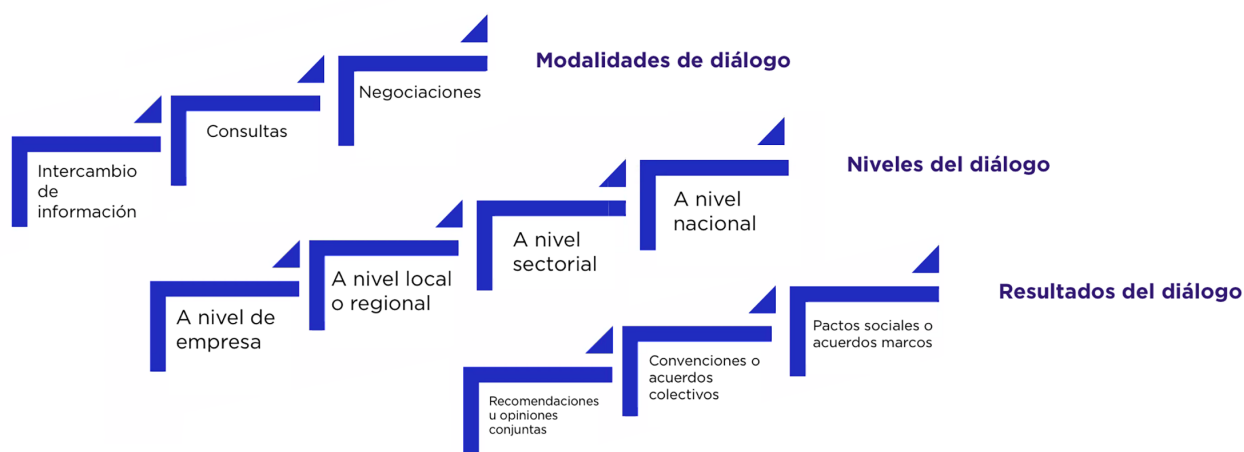 Modalidades de diálogo
Negociaciones
Consultas
Intercambio
de
información
Niveles del diálogo
A nivel
nacional
A nivel
sectorial
A nivel local
o regional
A nivel de
empresa
Resultados del diálogo
Pactos sociales o
acuerdos marcos
Convenciones o
acuerdos
colectivos
Recomendaciones
u opiniones
conjuntas